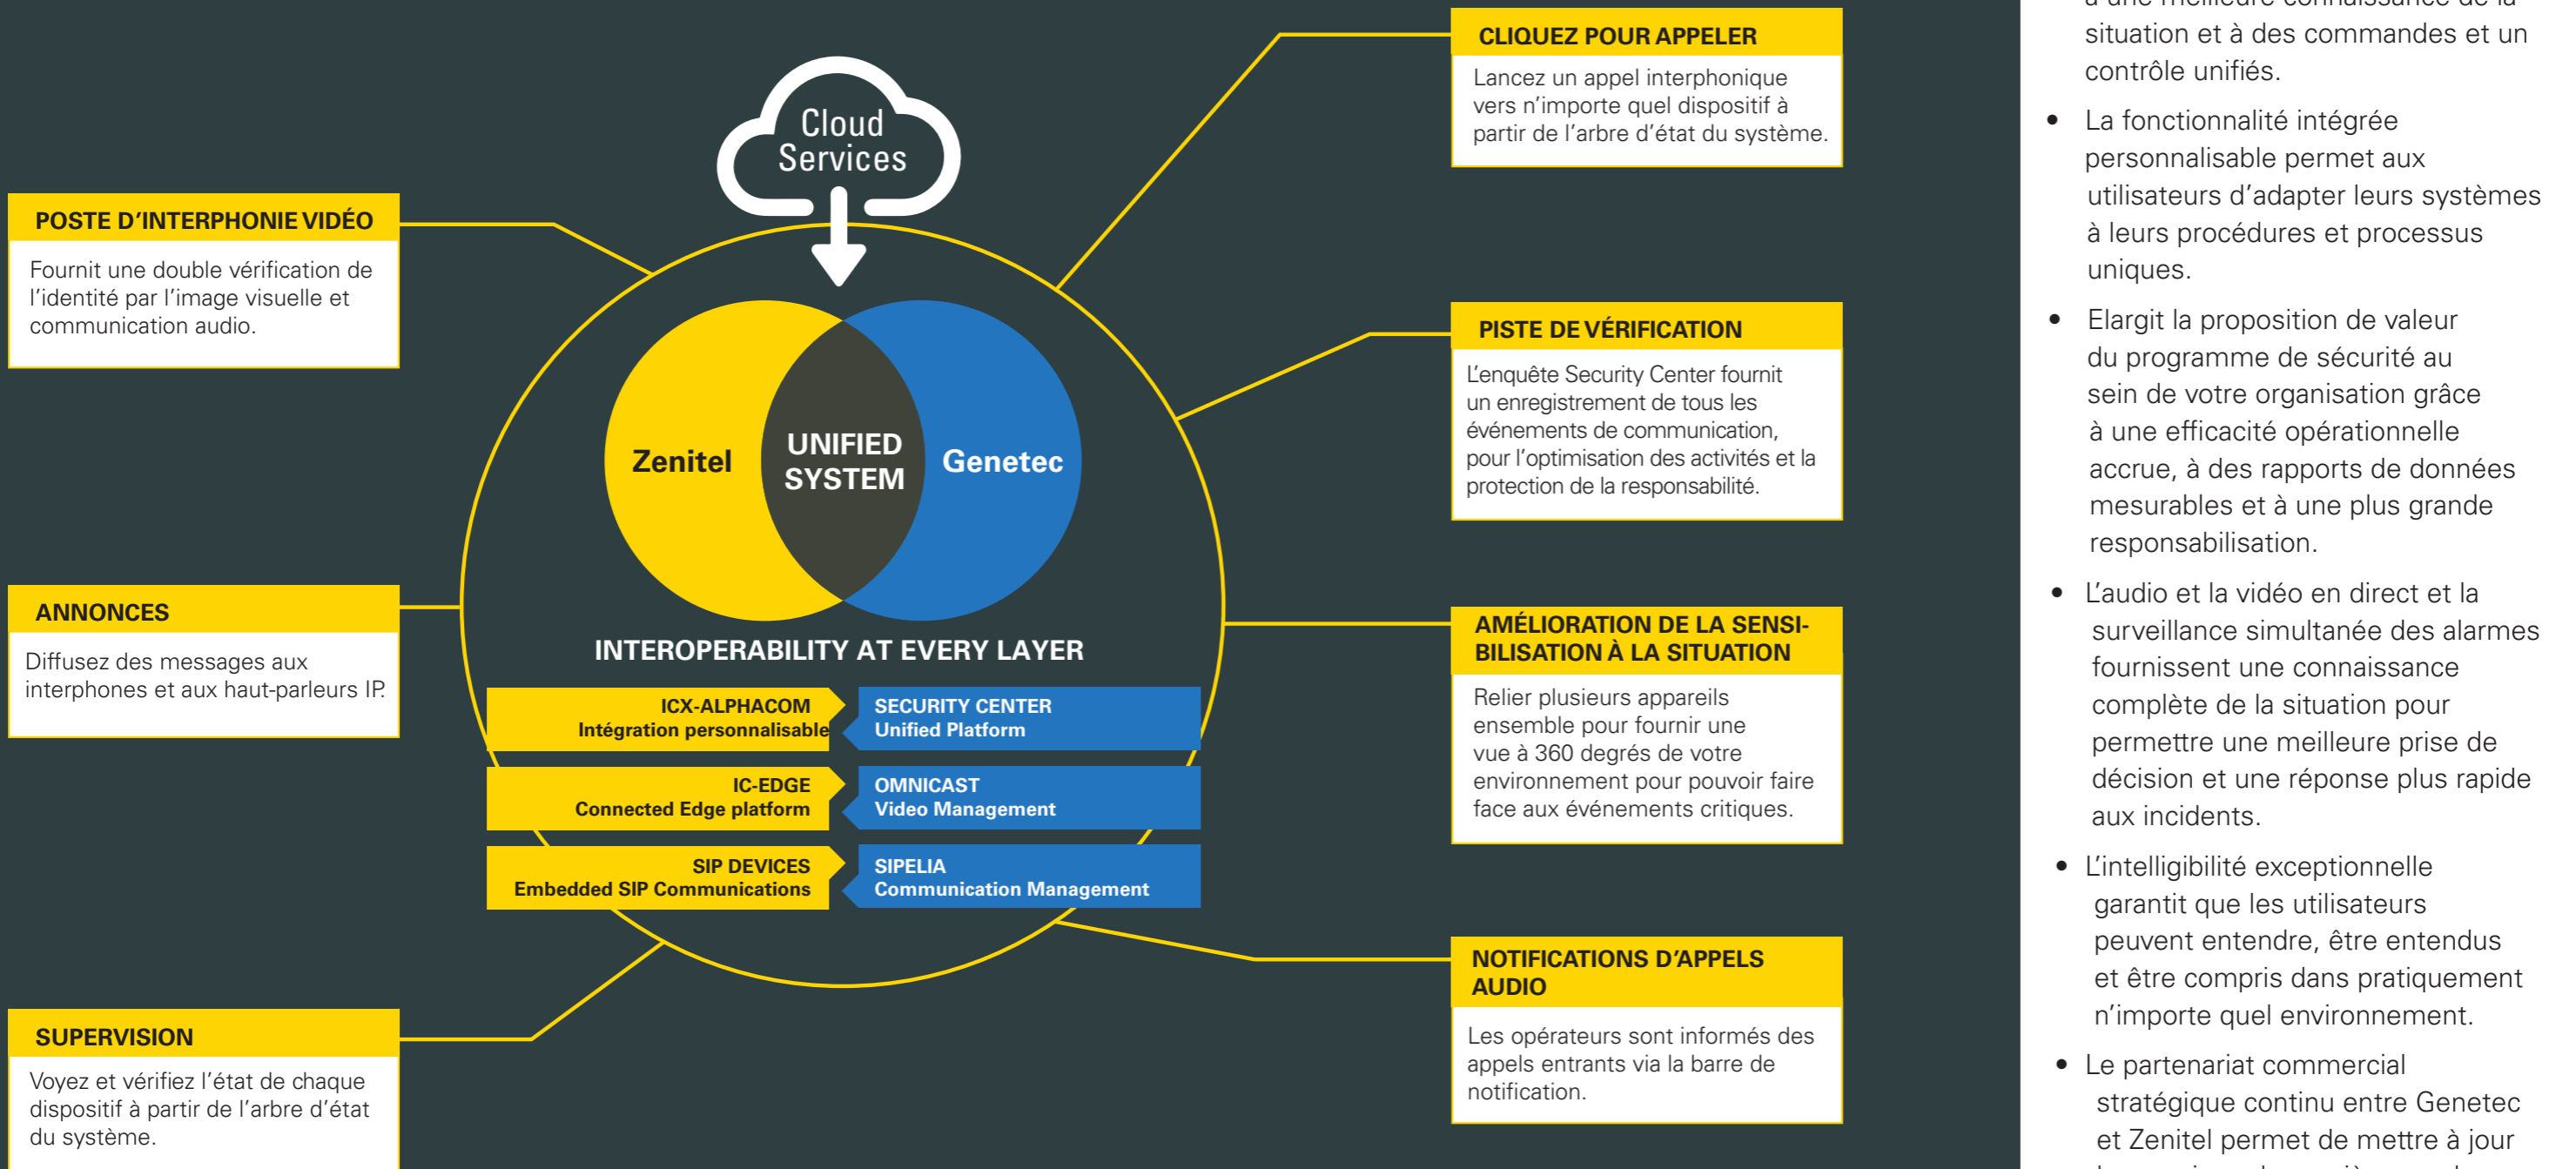 Cloud
Services
POSTE D'INTERPHONIE VIDÉO
Fournit une double vérification de
l'identité par l'image visuelle et
communication audio.
ANNONCES
Diffusez des messages aux
interphones et aux haut-parleurs IP.
SUPERVISION
Voyez et vérifiez l'état de chaque
dispositif à partir de l'arbre d'état
du système.
Zenitel
UNIFIED
SYSTEM
Genetec
INTEROPERABILITY AT EVERY LAYER
ICX-ALPHACOM
Intégration personnalisable
SECURITY CENTER
Unified Platform
IC-EDGE
Connected Edge platform
OMNICAST
Video Management
SIP DEVICES
Embedded SIP Communications
SIPELIA
Communication Management
CLIQUEZ POUR APPELER
Lancez un appel interphonique
vers n'importe quel dispositif à
partir de l'arbre d'état du système.
PISTE DE VÉRIFICATION
L'enquête Security Center fournit
un enregistrement de tous les
événements de communication,
pour l'optimisation des activités et la
protection de la responsabilité.
AMÉLIORATION DE LA SENSI-
BILISATION À LA SITUATION
Relier plusieurs appareils
ensemble pour fournir une
vue à 360 degrés de votre
environnement pour pouvoir faire
face aux événements critiques.
NOTIFICATIONS D'APPELS
AUDIO
Les opérateurs sont informés des
appels entrants via la barre de
notification.
à une meilleure connaissance de la
situation et à des commandes et un
contrôle unifiés.
• La fonctionnalité intégrée
personnalisable permet aux
utilisateurs d'adapter leurs systèmes
à leurs procédures et processus
uniques.
• Elargit la proposition de valeur
du programme de sécurité au
sein de votre organisation grâce
à une efficacité opérationnelle
accrue, à des rapports de données
mesurables et à une plus grande
responsabilisation.
• L'audio et la vidéo en direct et la
surveillance simultanée des alarmes
fournissent une connaissance
complète de la situation pour
permettre une meilleure prise de
décision et une réponse plus rapide
aux incidents.
• L'intelligibilité exceptionnelle
garantit que les utilisateurs
peuvent entendre, être entendus
et être compris dans pratiquement
n'importe quel environnement.
• Le partenariat commercial
stratégique continu entre Genetec
et Zenitel permet de mettre à jour